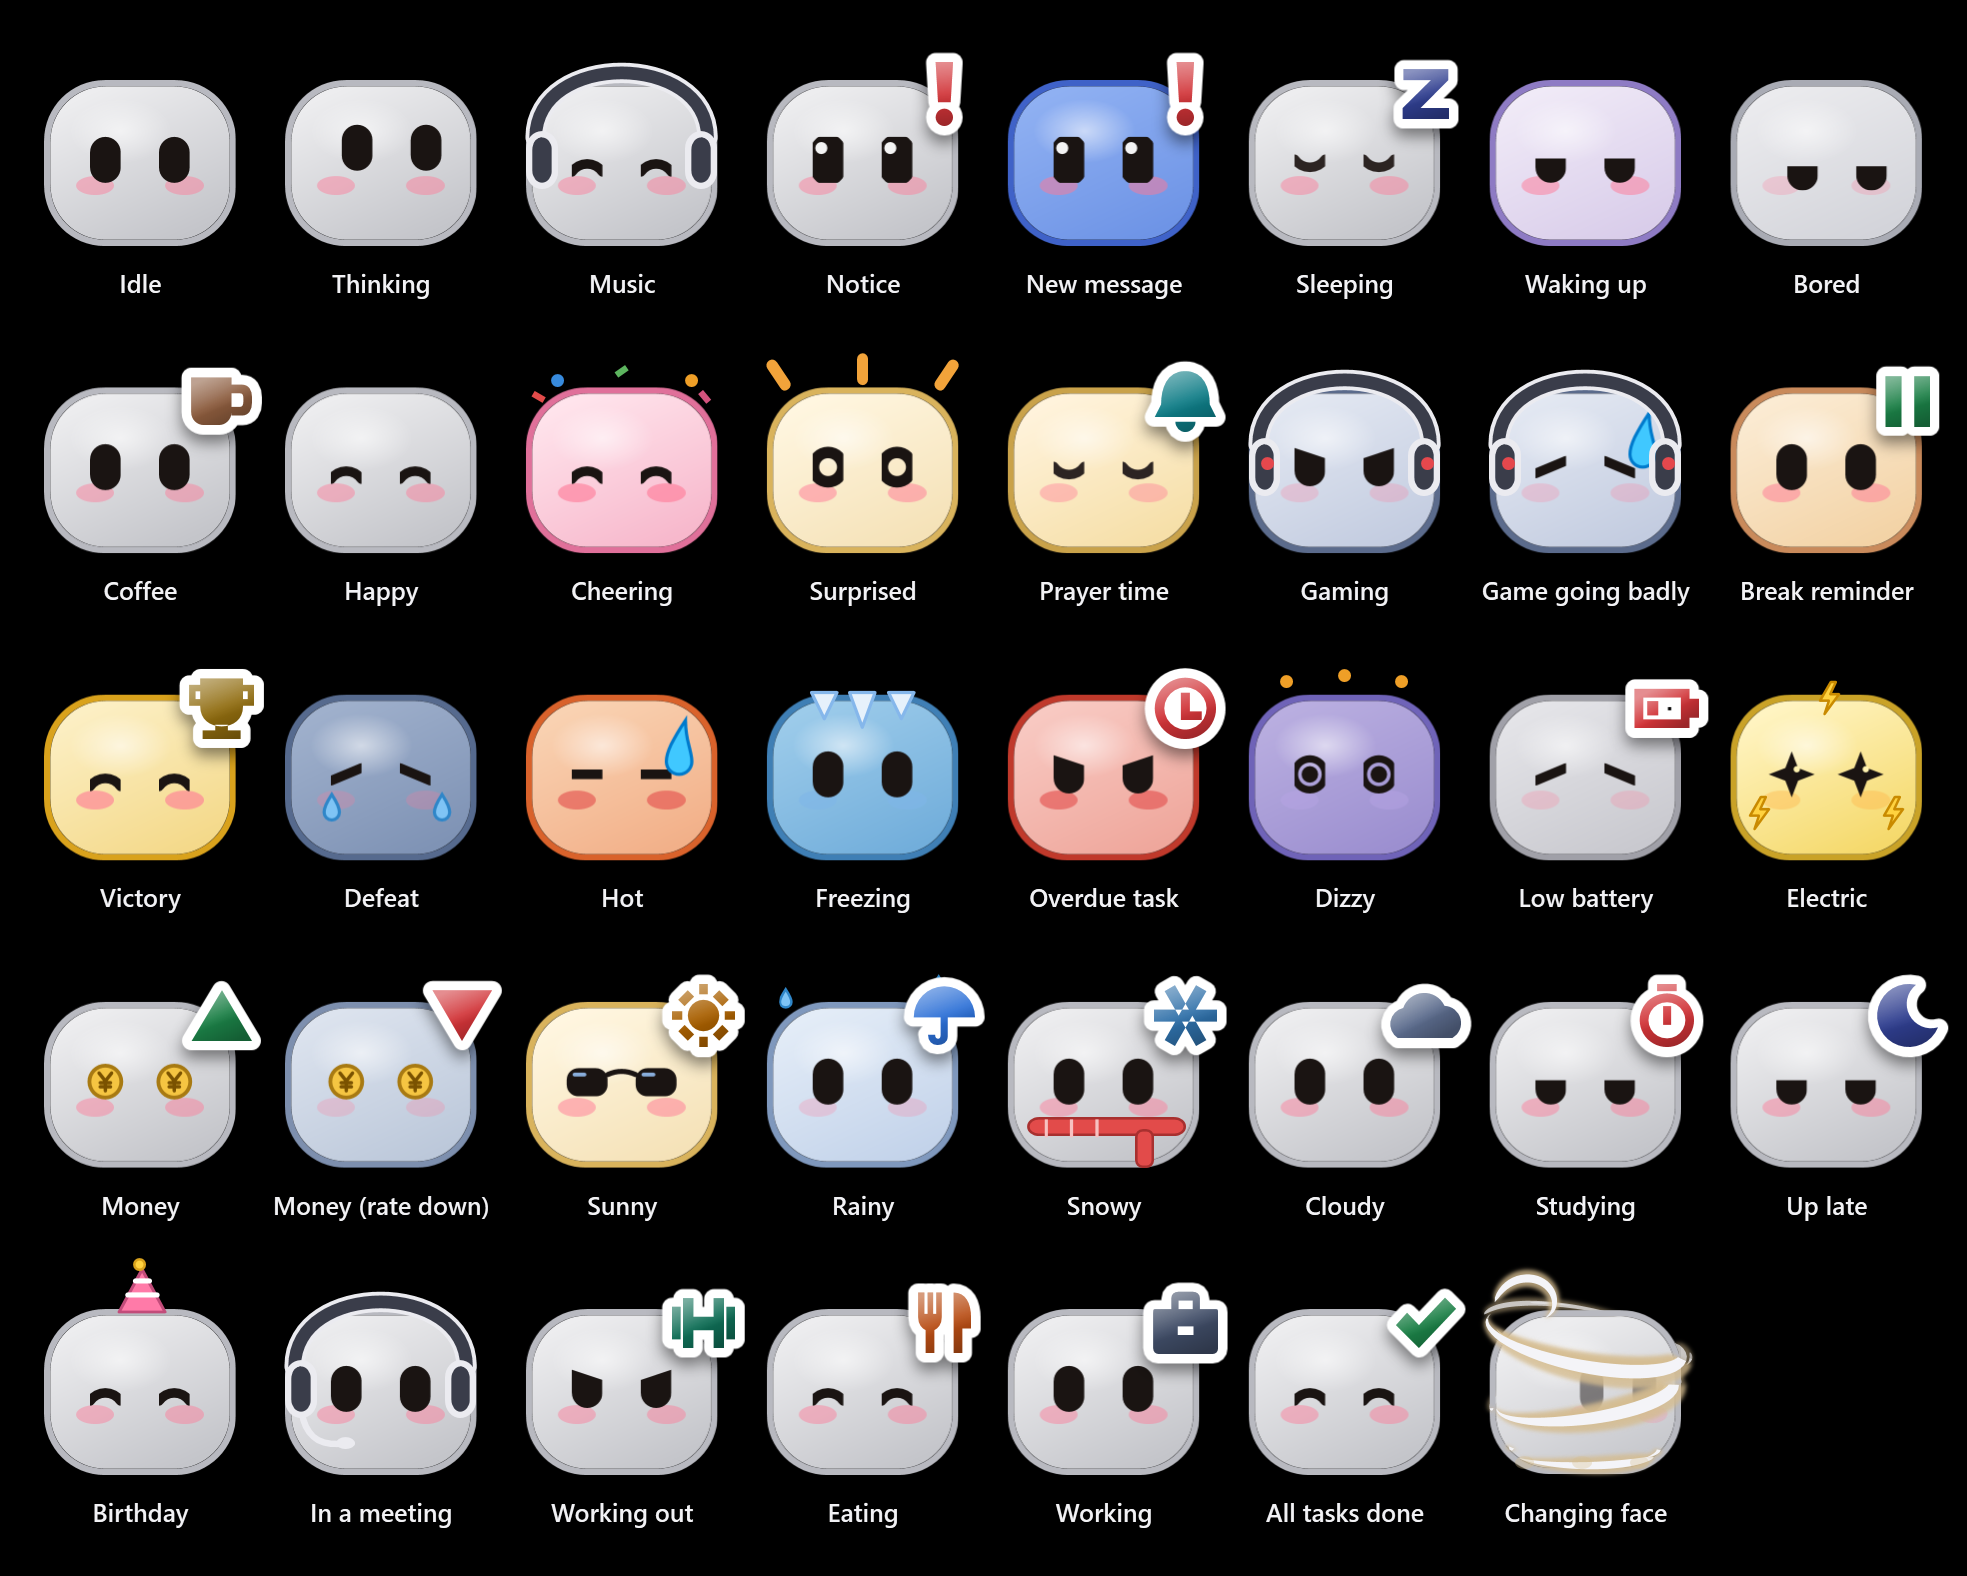 Idle
Thinking
Music
Notice
New message
Sleeping
Waking up
Bored
Coffee
Happy
Cheering
Surprised
Prayer time
Gaming
Game going badly
Break reminder
Victory
Defeat
Hot
Freezing
Overdue task
Dizzy
Low battery
Electric
Money
Money (rate down)
Sunny
Rainy
Snowy
Cloudy
Studying
Up late
Birthday
In a meeting
Working out
Eating
Working
All tasks done
Changing face